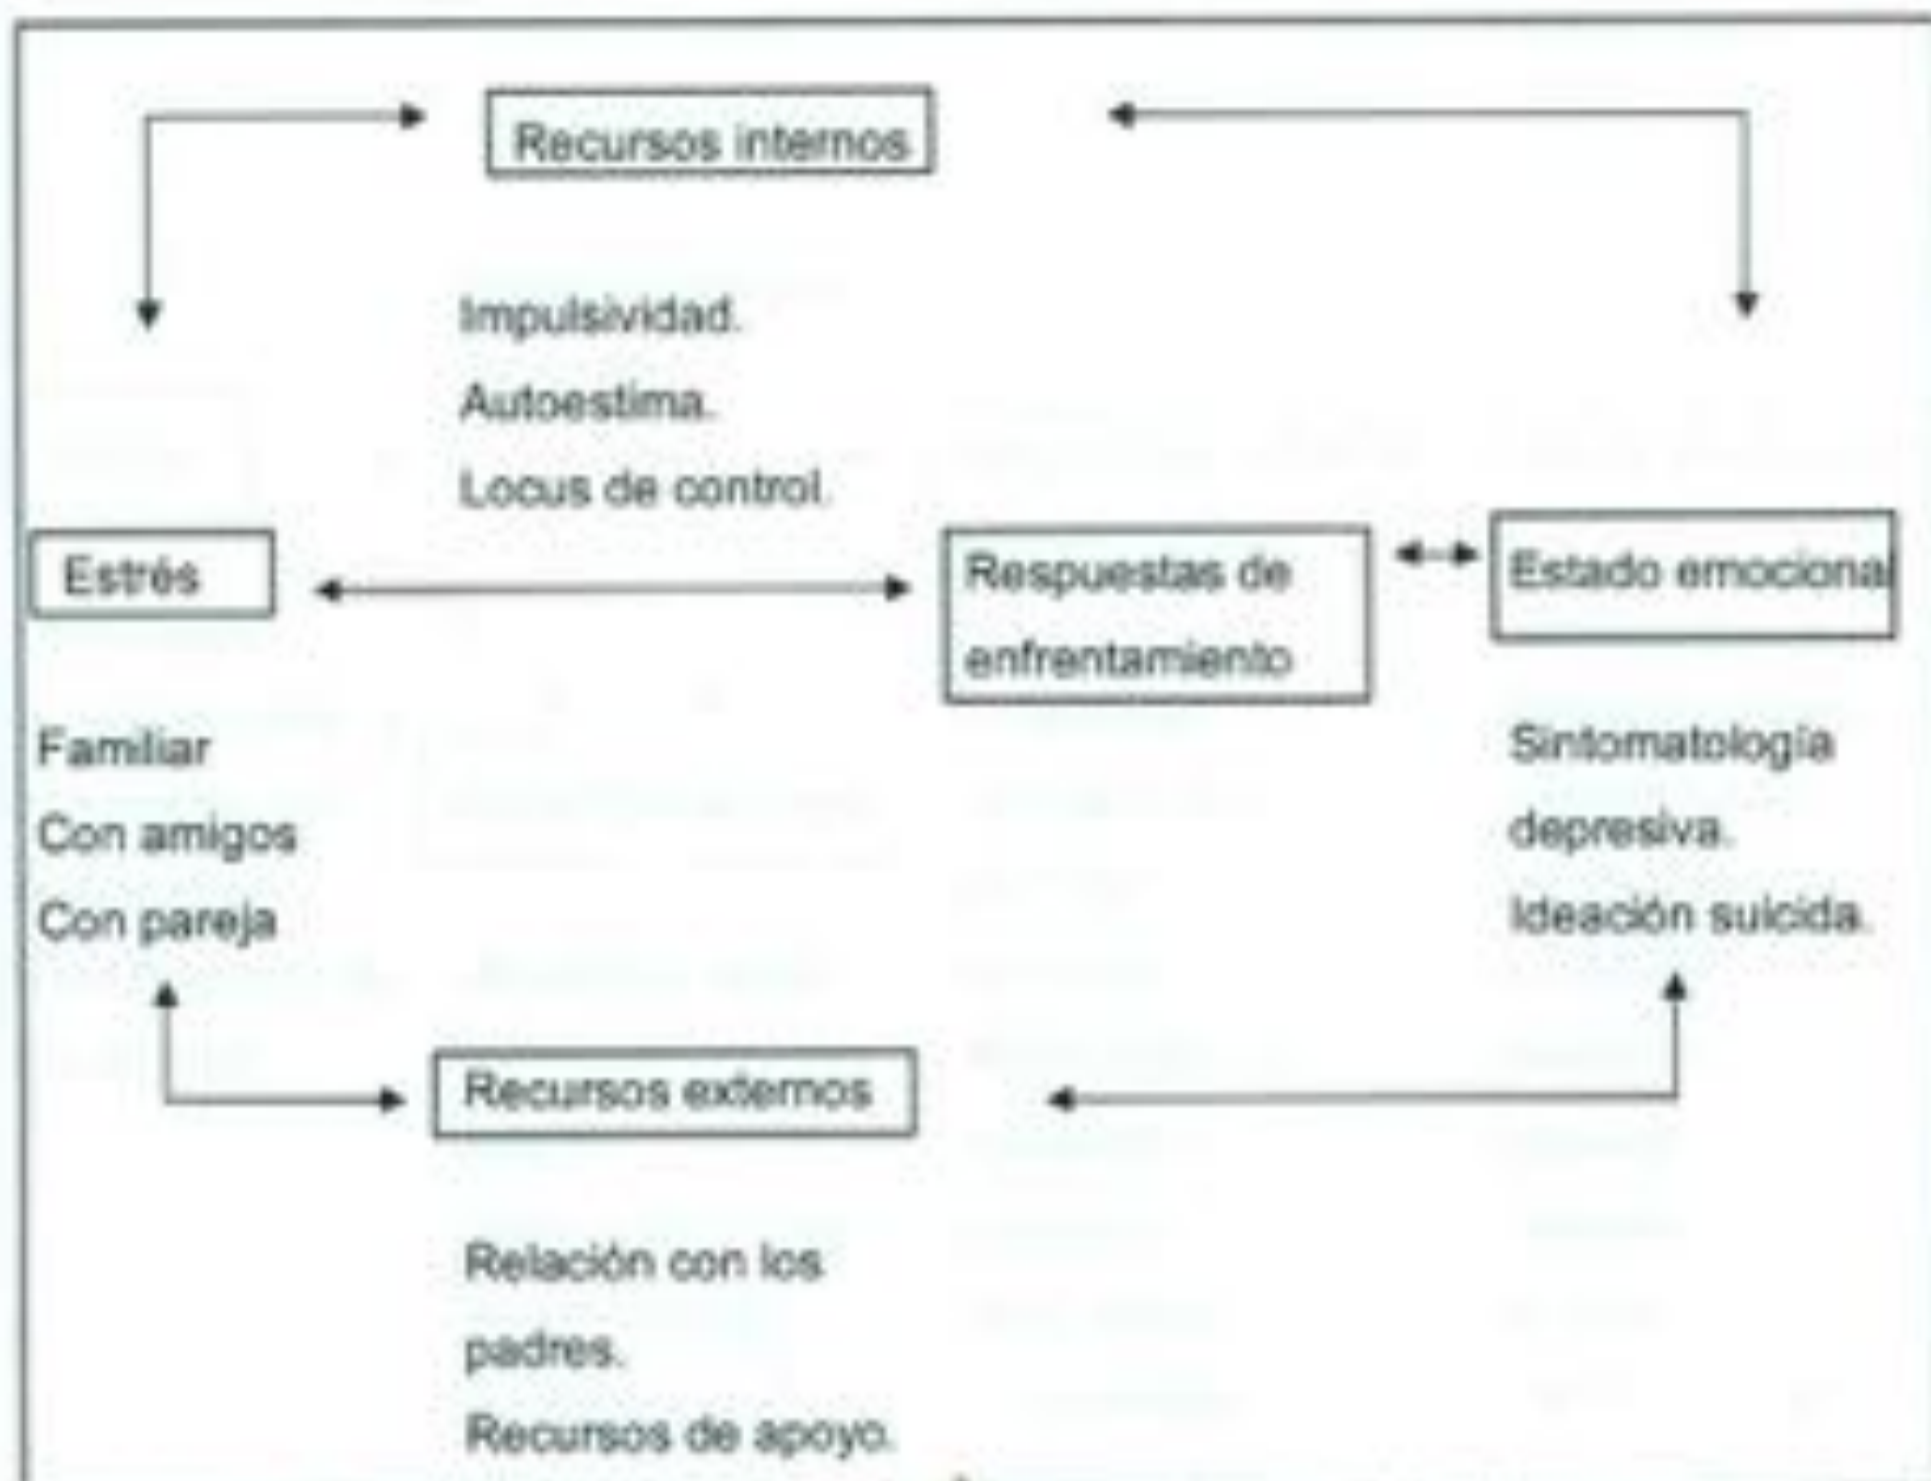 Recursos internos
Impulsividad.
Autoestima.
Locus de control.
Estrés
Respuestas de
enfrentamiento
Estado emociona
Familiar
Con amigos
Con pareja
Sintomatología
depresiva.
Ideación suicida.
Recursos externos
Relación con los
padres.
Recursos de apoyo.